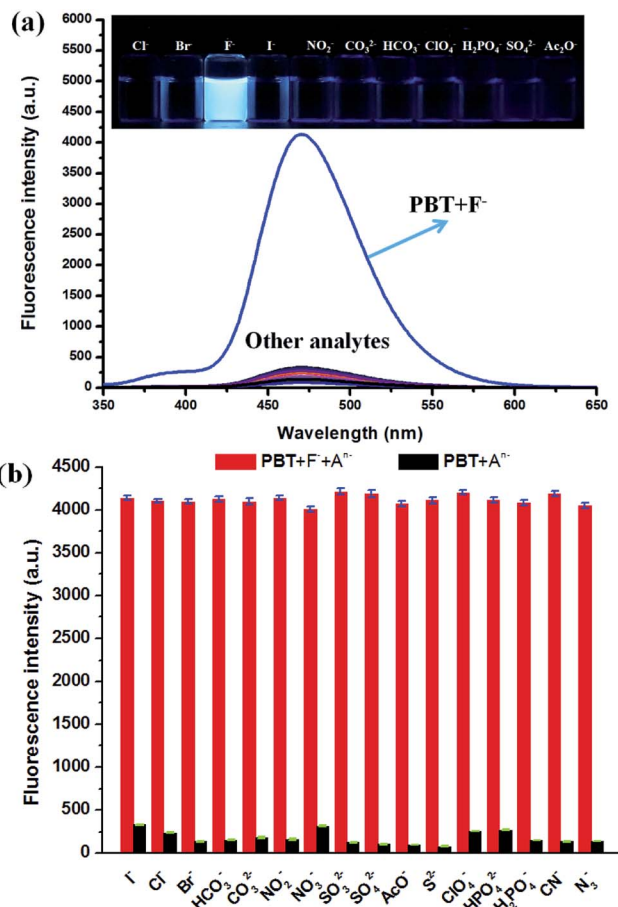 (a)
Cl⁻ Br⁻ F⁻ I⁻ NO₂⁻ CO₃²⁻ HCO₃⁻ ClO₄⁻ H₂PO₄⁻ SO₄²⁻ Ac₂O⁻
6000
5500
5000
4500
4000
3500
3000
2500
2000
1500
1000
500
0
Fluorescence intensity (a.u.)
PBT+F⁻
Other analytes
350 400 450 500 550 600 650
Wavelength (nm)
(b)
PBT+F⁻+Aⁿ⁻ PBT+Aⁿ⁻
4500
4000
3500
3000
2500
2000
1500
1000
500
0
Fluorescence intensity (a.u.)
I⁻ Cl⁻ Br⁻ HCO₃⁻ CO₃²⁻ NO₂⁻ NO₃⁻ SO₃²⁻ SO₄²⁻ AcO⁻ S²⁻ ClO₄⁻ HPO₄²⁻ H₂PO₄⁻ CN⁻ N₃⁻